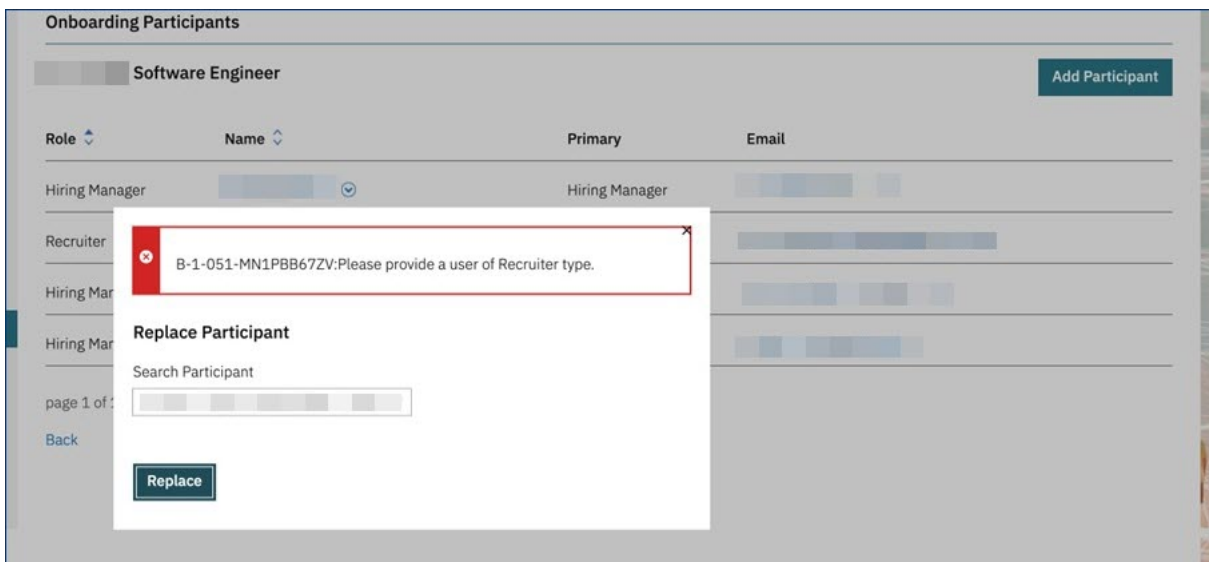 Onboarding Participants
Software Engineer
Add Participant
Role Name Primary Email
Hiring Manager Hiring Manager
Recruiter
B-1-051-MN1PBB67ZV:Please provide a user of Recruiter type.
Hiring Mar
Replace Participant
Hiring Mar
Search Participant
page 1 of
Back
Replace